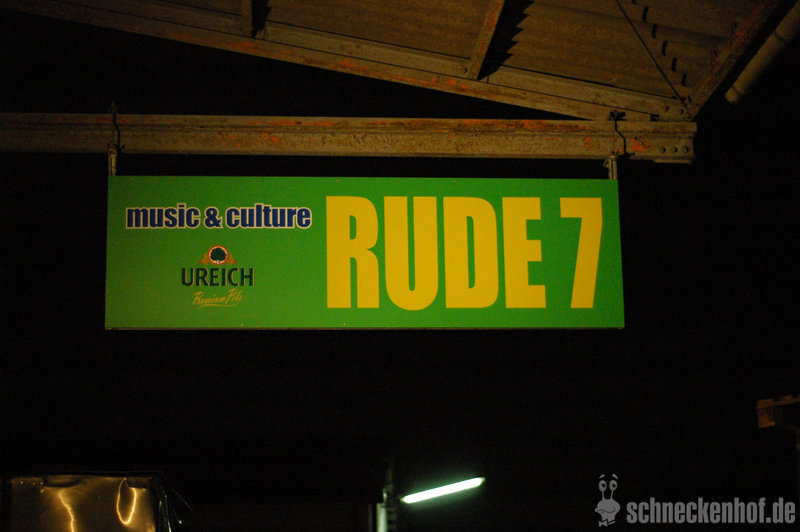 music & culture
UREICH
Premium Pils
RUDE 7
schneckenhof.de